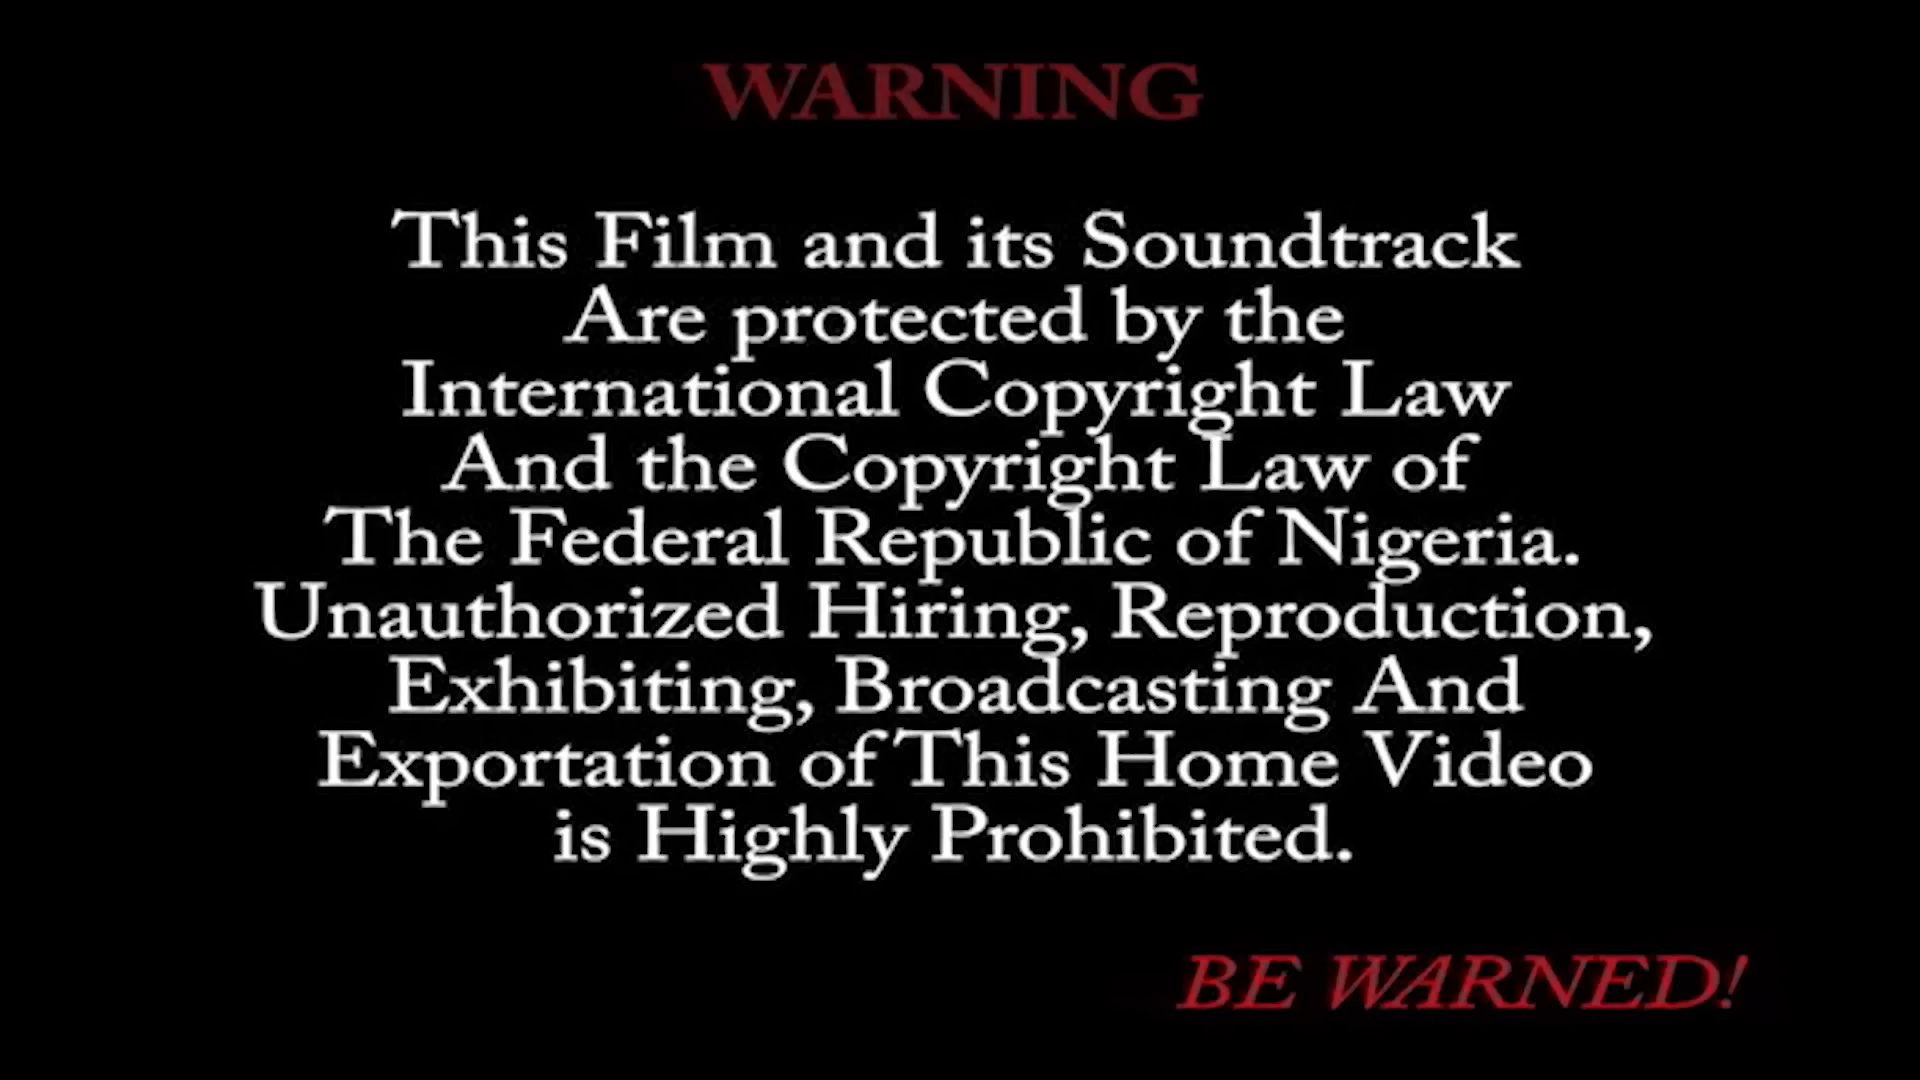 WARNING
This Film and its Soundtrack
Are protected by the
International Copyright Law
And the Copyright Law of
The Federal Republic of Nigeria.
Unauthorized Hiring, Reproduction,
Exhibiting, Broadcasting And
Exportation of This Home Video
is Highly Prohibited.
BE WARNED!